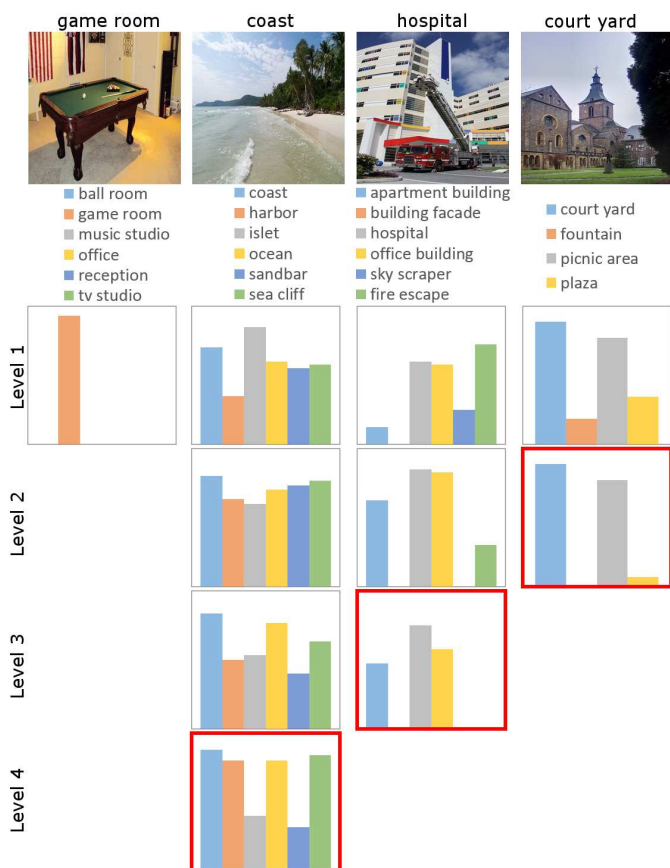 game room
coast
hospital
court yard
ball room
game room
music studio
office
reception
tv studio
coast
harbor
islet
ocean
sandbar
sea cliff
apartment building
building facade
hospital
office building
sky scraper
fire escape
court yard
fountain
picnic area
plaza
Level 1
Level 2
Level 3
Level 4